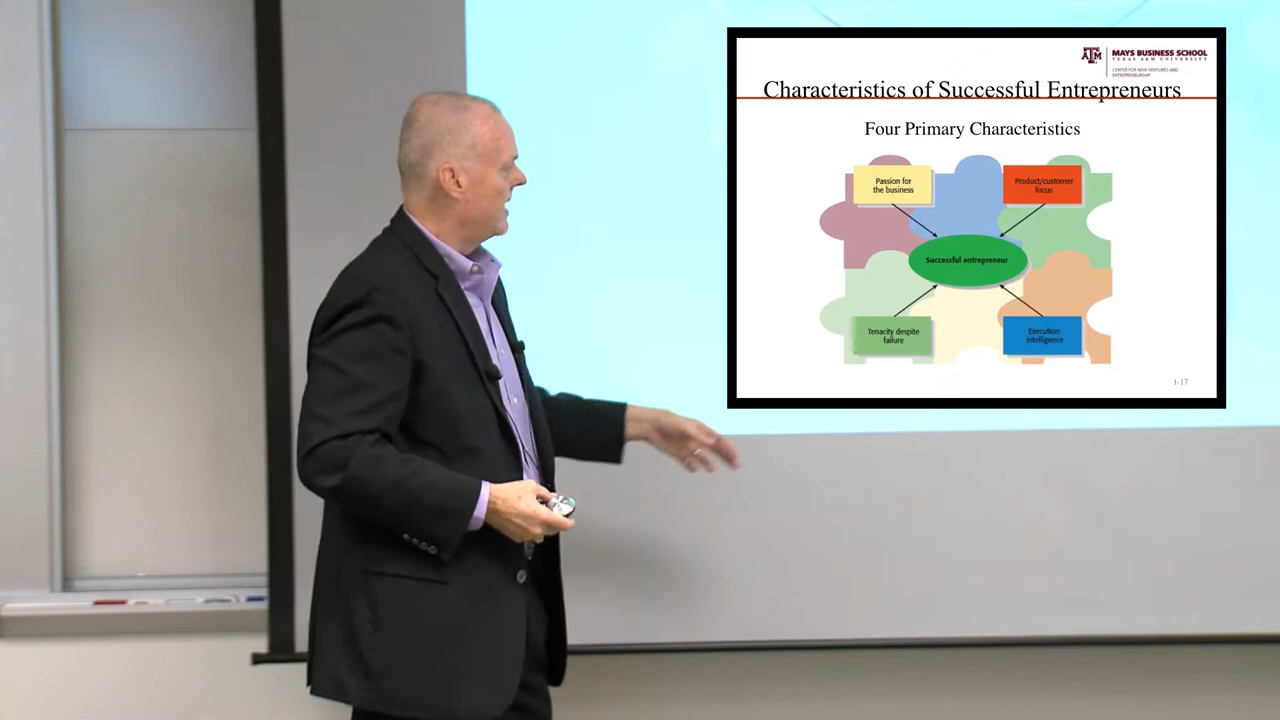 ATM
MAYS BUSINESS SCHOOL
TEXAS A&M UNIVERSITY
CENTER FOR NEW VENTURES AND
ENTREPRENEURSHIP
Characteristics of Successful Entrepreneurs
Four Primary Characteristics
Passion for
the business
Product/customer
focus
Successful entrepreneur
Tenacity despite
failure
Execution
intelligence
1-17